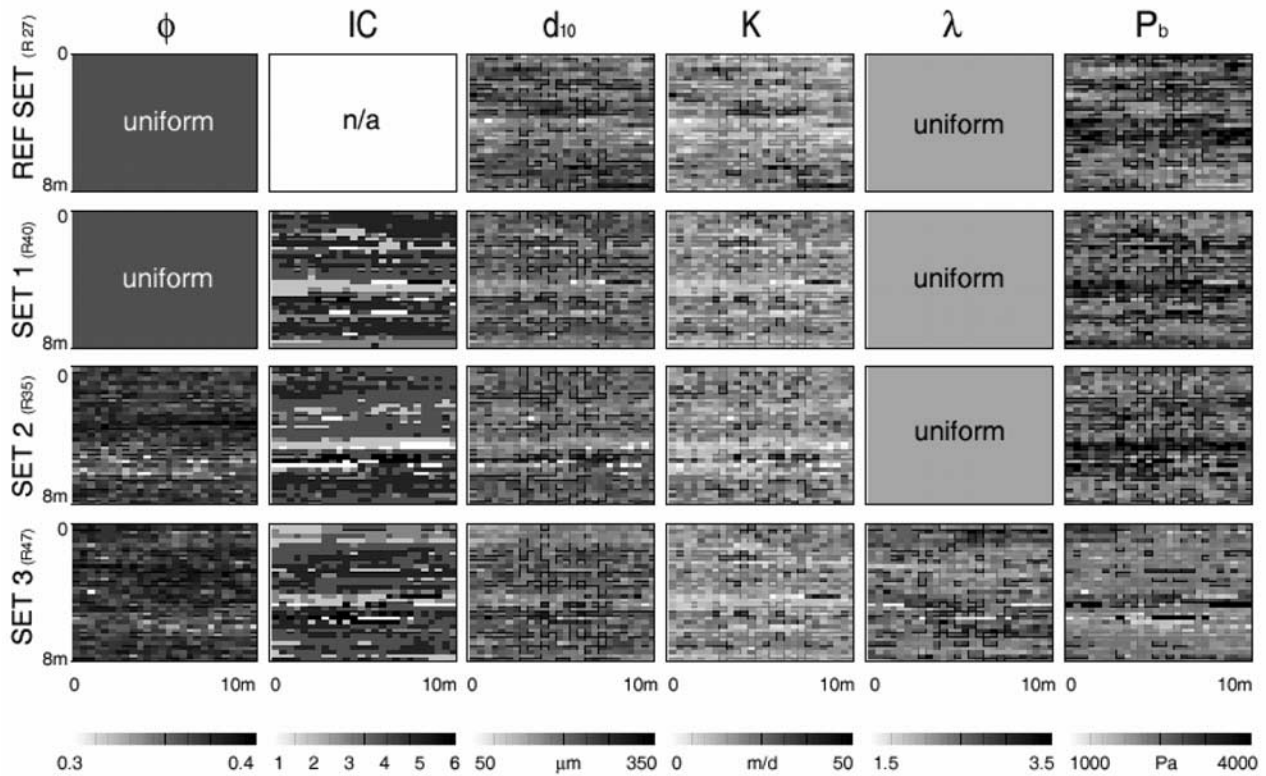 ϕ IC d10 K λ Pb
REF SET (R27)
0
8m
uniform
n/a
uniform
SET 1 (R40)
0
8m
uniform
uniform
SET 2 (R35)
0
8m
uniform
SET 3 (R47)
0
8m
0 10m 0 10m 0 10m 0 10m 0 10m 0 10m
0.3 0.4 1 2 3 4 5 6 50 μm 350 0 m/d 50 1.5 3.5 1000 Pa 4000